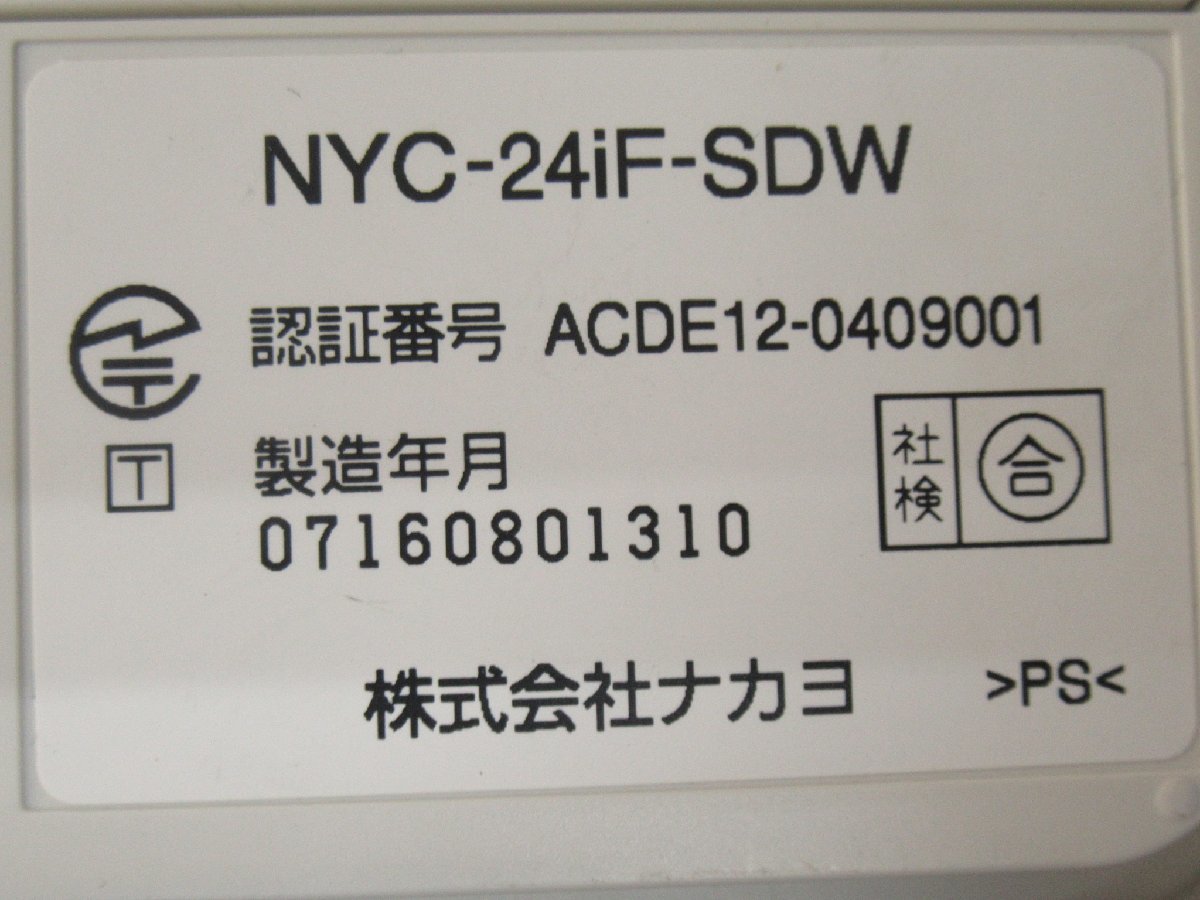 NYC-24iF-SDW
認証番号 ACDE12-0409001
T
製造年月
07160801310
社検 合
株式会社ナカヨ >PS<